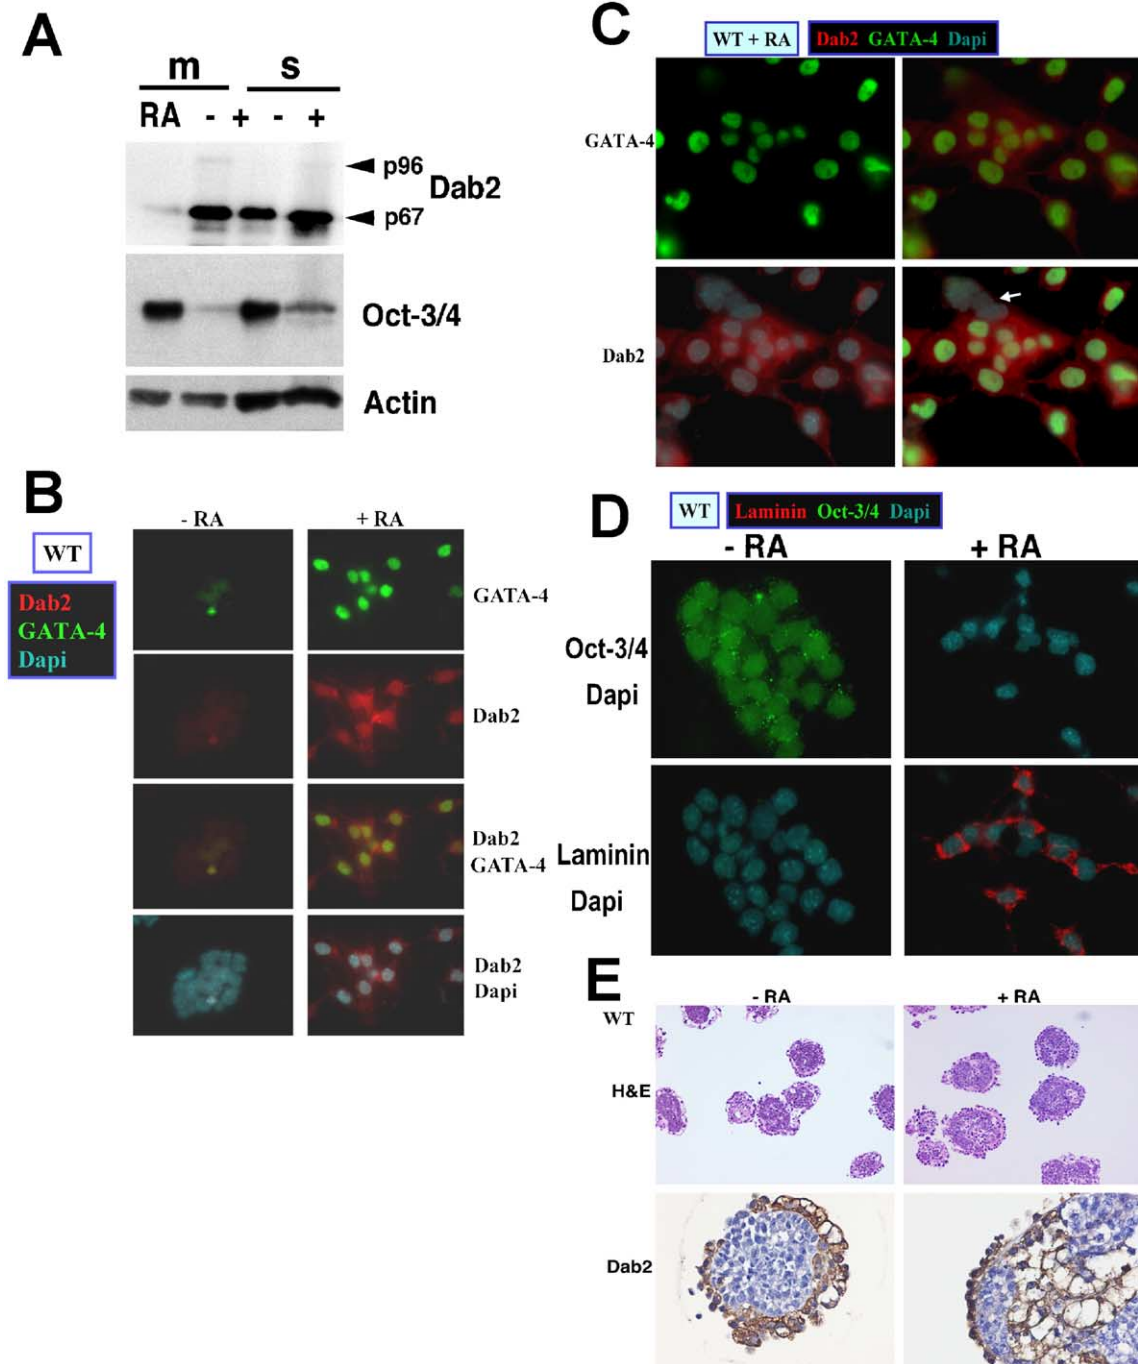 A
m s
RA - + - +
p96
Dab2
p67
Oct-3/4
Actin
B
- RA + RA
WT
Dab2
GATA-4
Dapi
GATA-4
Dab2
Dab2
GATA-4
Dab2
Dapi
C
WT + RA Dab2 GATA-4 Dapi
GATA-4
Dab2
D
WT Laminin Oct-3/4 Dapi
- RA + RA
Oct-3/4
Dapi
Laminin
Dapi
E
- RA + RA
WT
H&E
Dab2